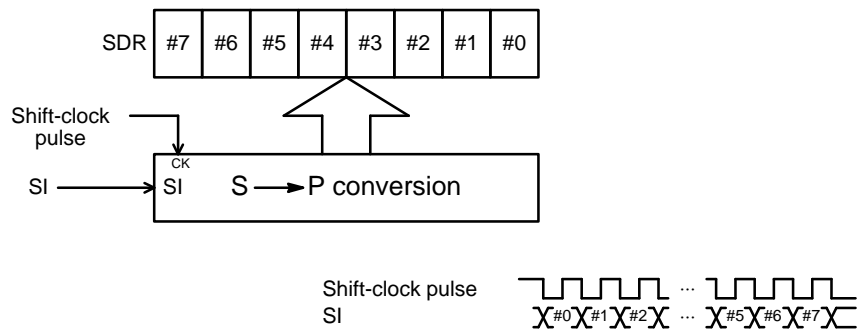 SDR #7 #6 #5 #4 #3 #2 #1 #0
Shift-clock
pulse
CK
SI SI S P conversion
Shift-clock pulse ...
SI #0 #1 #2 ... #5 #6 #7